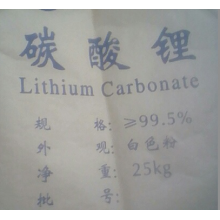 碳酸锂
Lithium Carbonate
规 格: ≥99.5%
外 观: 白色粉
净 重: 25kg
批 号: